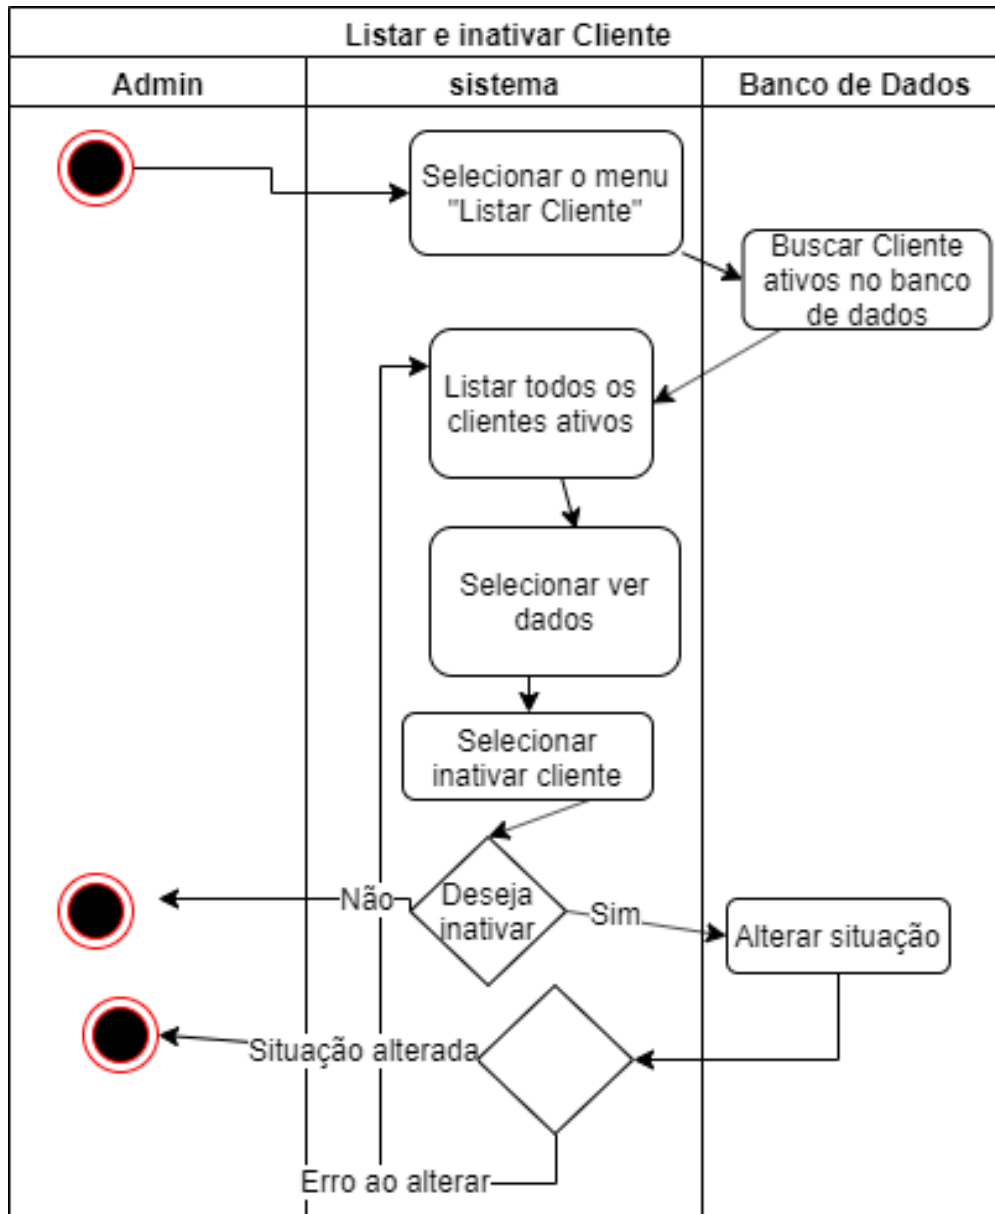 Listar e inativar Cliente
Admin
sistema
Banco de Dados
Selecionar o menu
"Listar Cliente"
Buscar Cliente
ativos no banco
de dados
Listar todos os
clientes ativos
Selecionar ver
dados
Selecionar
inativar cliente
Deseja
inativar
Não
Sim
Alterar situação
Situação alterada
Erro ao alterar